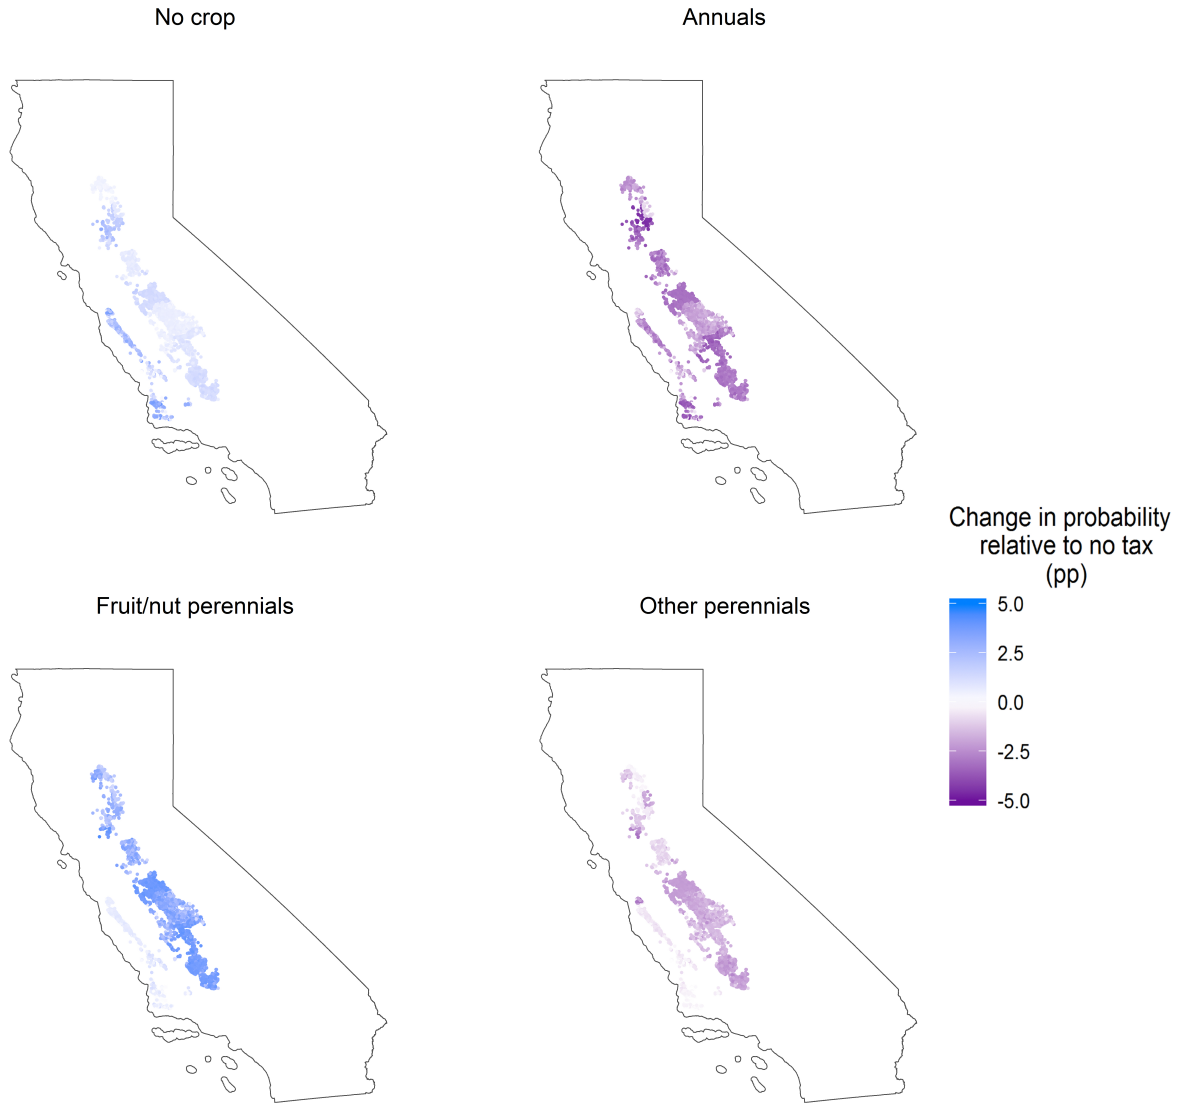 No crop
Annuals
Fruit/nut perennials
Other perennials
Change in probability
relative to no tax
(pp)
5.0
2.5
0.0
-2.5
-5.0